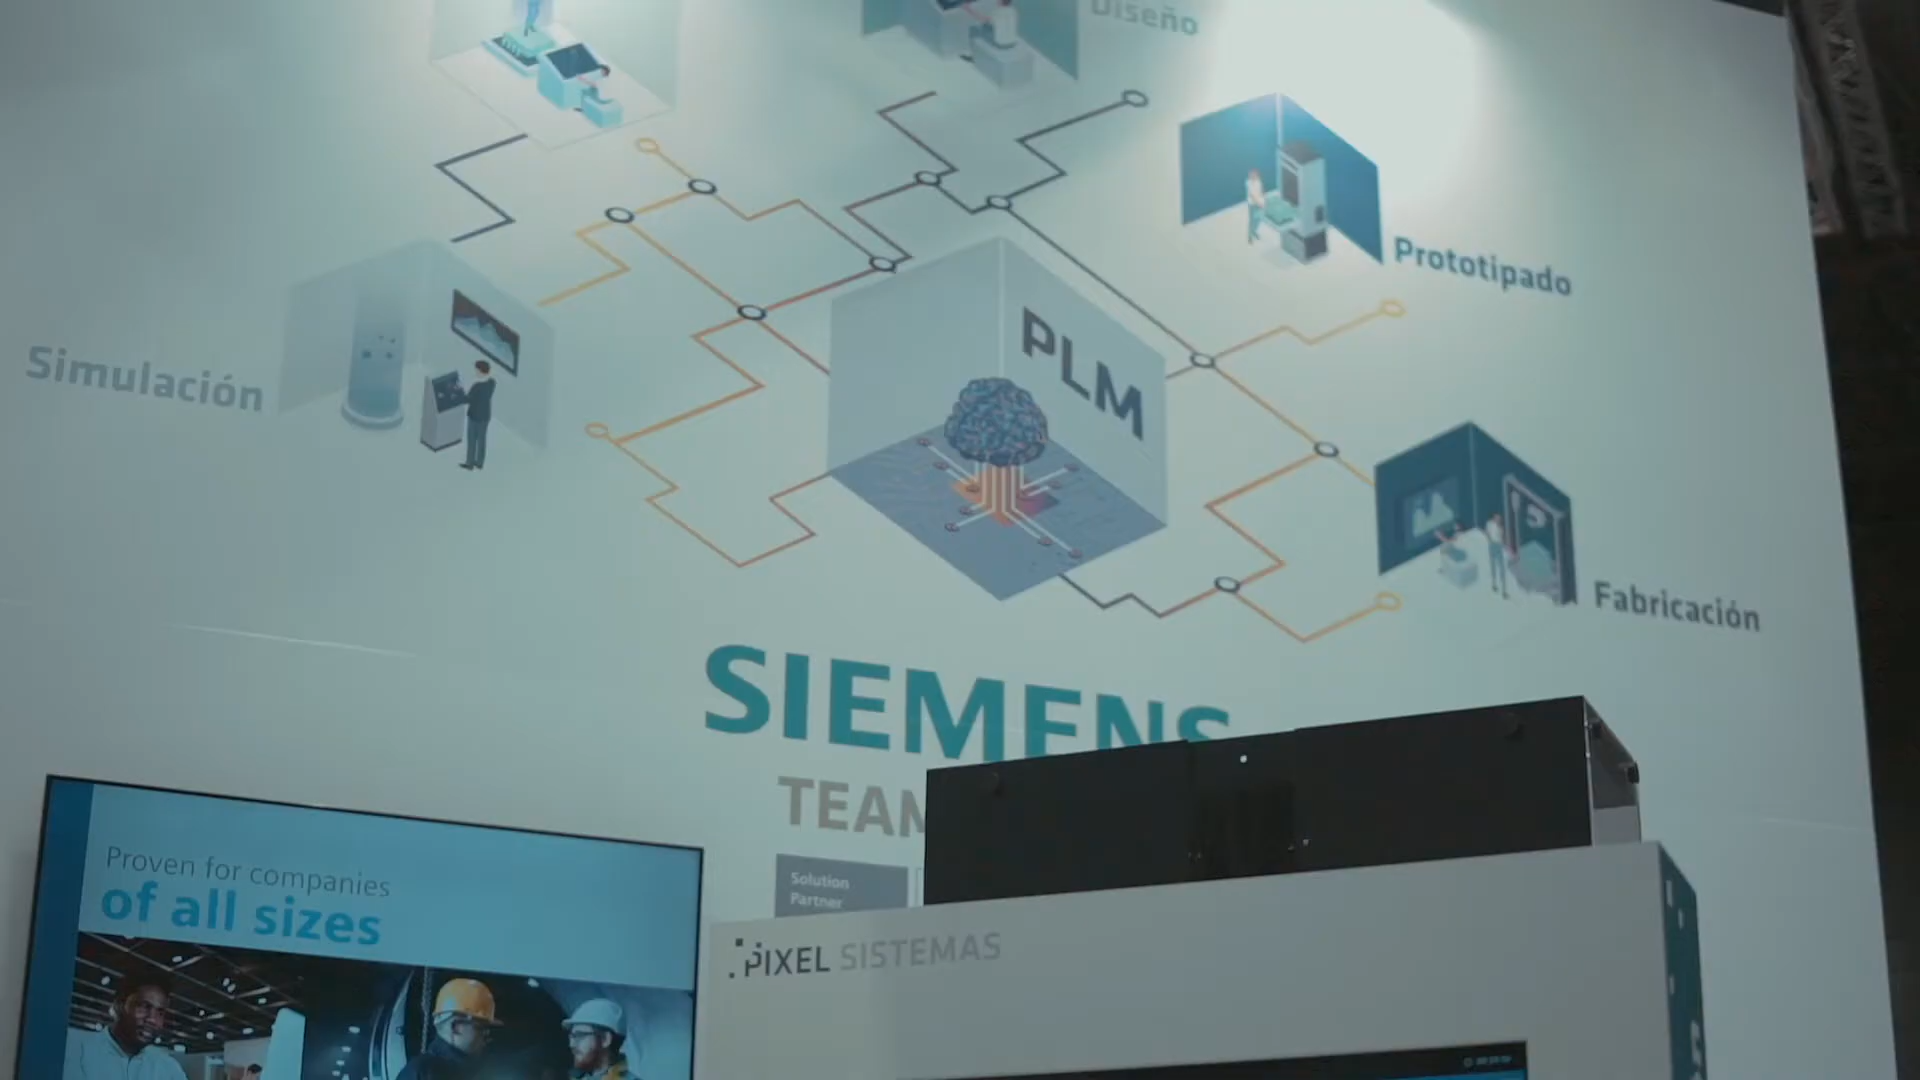 Diseño
Prototipado
PLM
Simulación
Fabricación
SIEMENS
TEAM
Solution
Partner
Proven for companies
of all sizes
PIXEL SISTEMAS